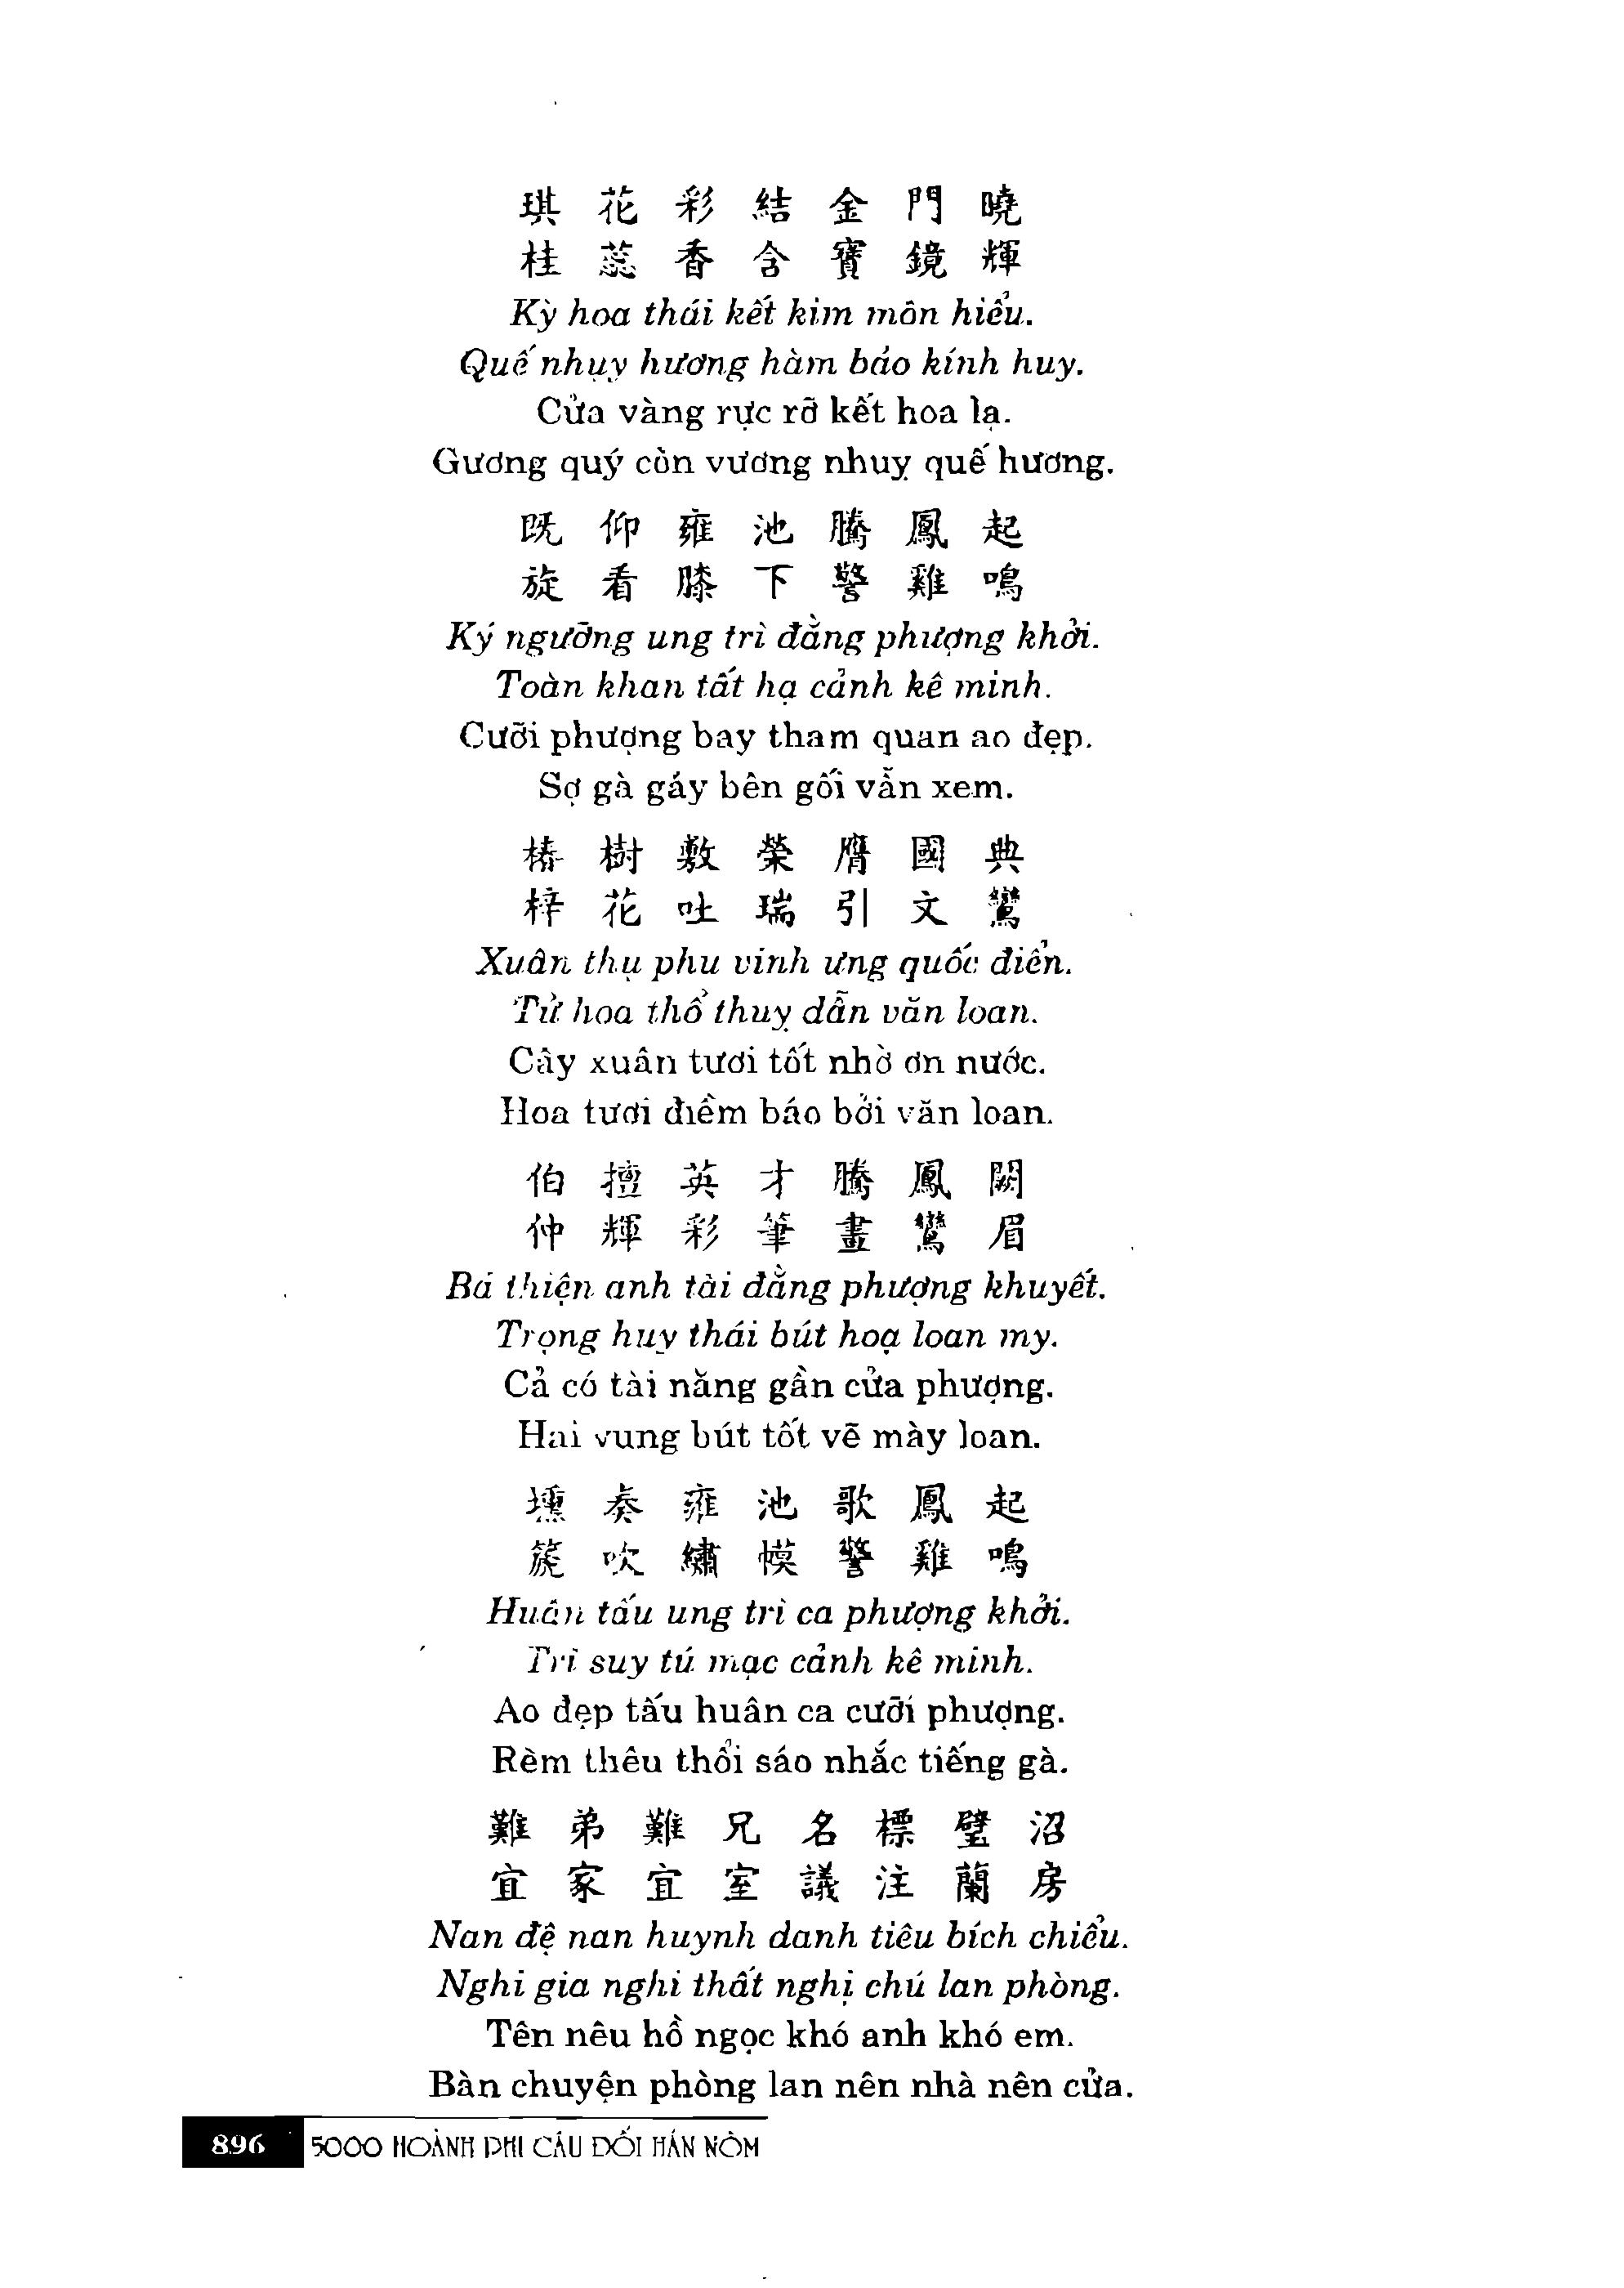 琪花彩結金門曉
桂蕊香含寶鏡輝
Kỳ hoa thái kết kim môn hiểu.
Quế nhụy hương hàm bảo kính huy.
Cửa vàng rực rỡ kết hoa lạ.
Gương quý còn vương nhuỵ quế hương.
既仰雍池騰鳳起
旋看膝下警雞鳴
Ký ngưỡng ung trì đằng phượng khởi.
Toàn khan tất hạ cảnh kê minh.
Cưỡi phượng bay tham quan ao đẹp.
Sợ gà gáy bên gối vẫn xem.
椿樹敷榮膺國典
梓花吐瑞引文鸞
Xuân thụ phu vinh ưng quốc điển.
Tử hoa thổ thuỵ dẫn văn loan.
Cây xuân tươi tốt nhờ ơn nước.
Hoa tươi điềm báo bởi văn loan.
伯擅英才騰鳳闕
仲輝彩筆畫鸞眉
Bá thiện anh tài đằng phượng khuyết.
Trọng huy thái bút hoạ loan my.
Cả có tài năng gần cửa phượng.
Hai vung bút tốt vẽ mày loan.
壎奏雍池歌鳳起
篪吹繡幙警雞鳴
Huân tấu ung trì ca phượng khởi.
Trì suy tú mạc cảnh kê minh.
Ao đẹp tấu huân ca cưỡi phượng.
Rèm thêu thổi sáo nhắc tiếng gà.
難弟難兄名標璧沼
宜家宜室議注蘭房
Nan đệ nan huynh danh tiêu bích chiểu.
Nghi gia nghi thất nghị chú lan phòng.
Tên nêu hồ ngọc khó anh khó em.
Bàn chuyện phòng lan nên nhà nên cửa.
896 5000 HOÀNH PHI CÂU ĐỐI HÁN NÔM